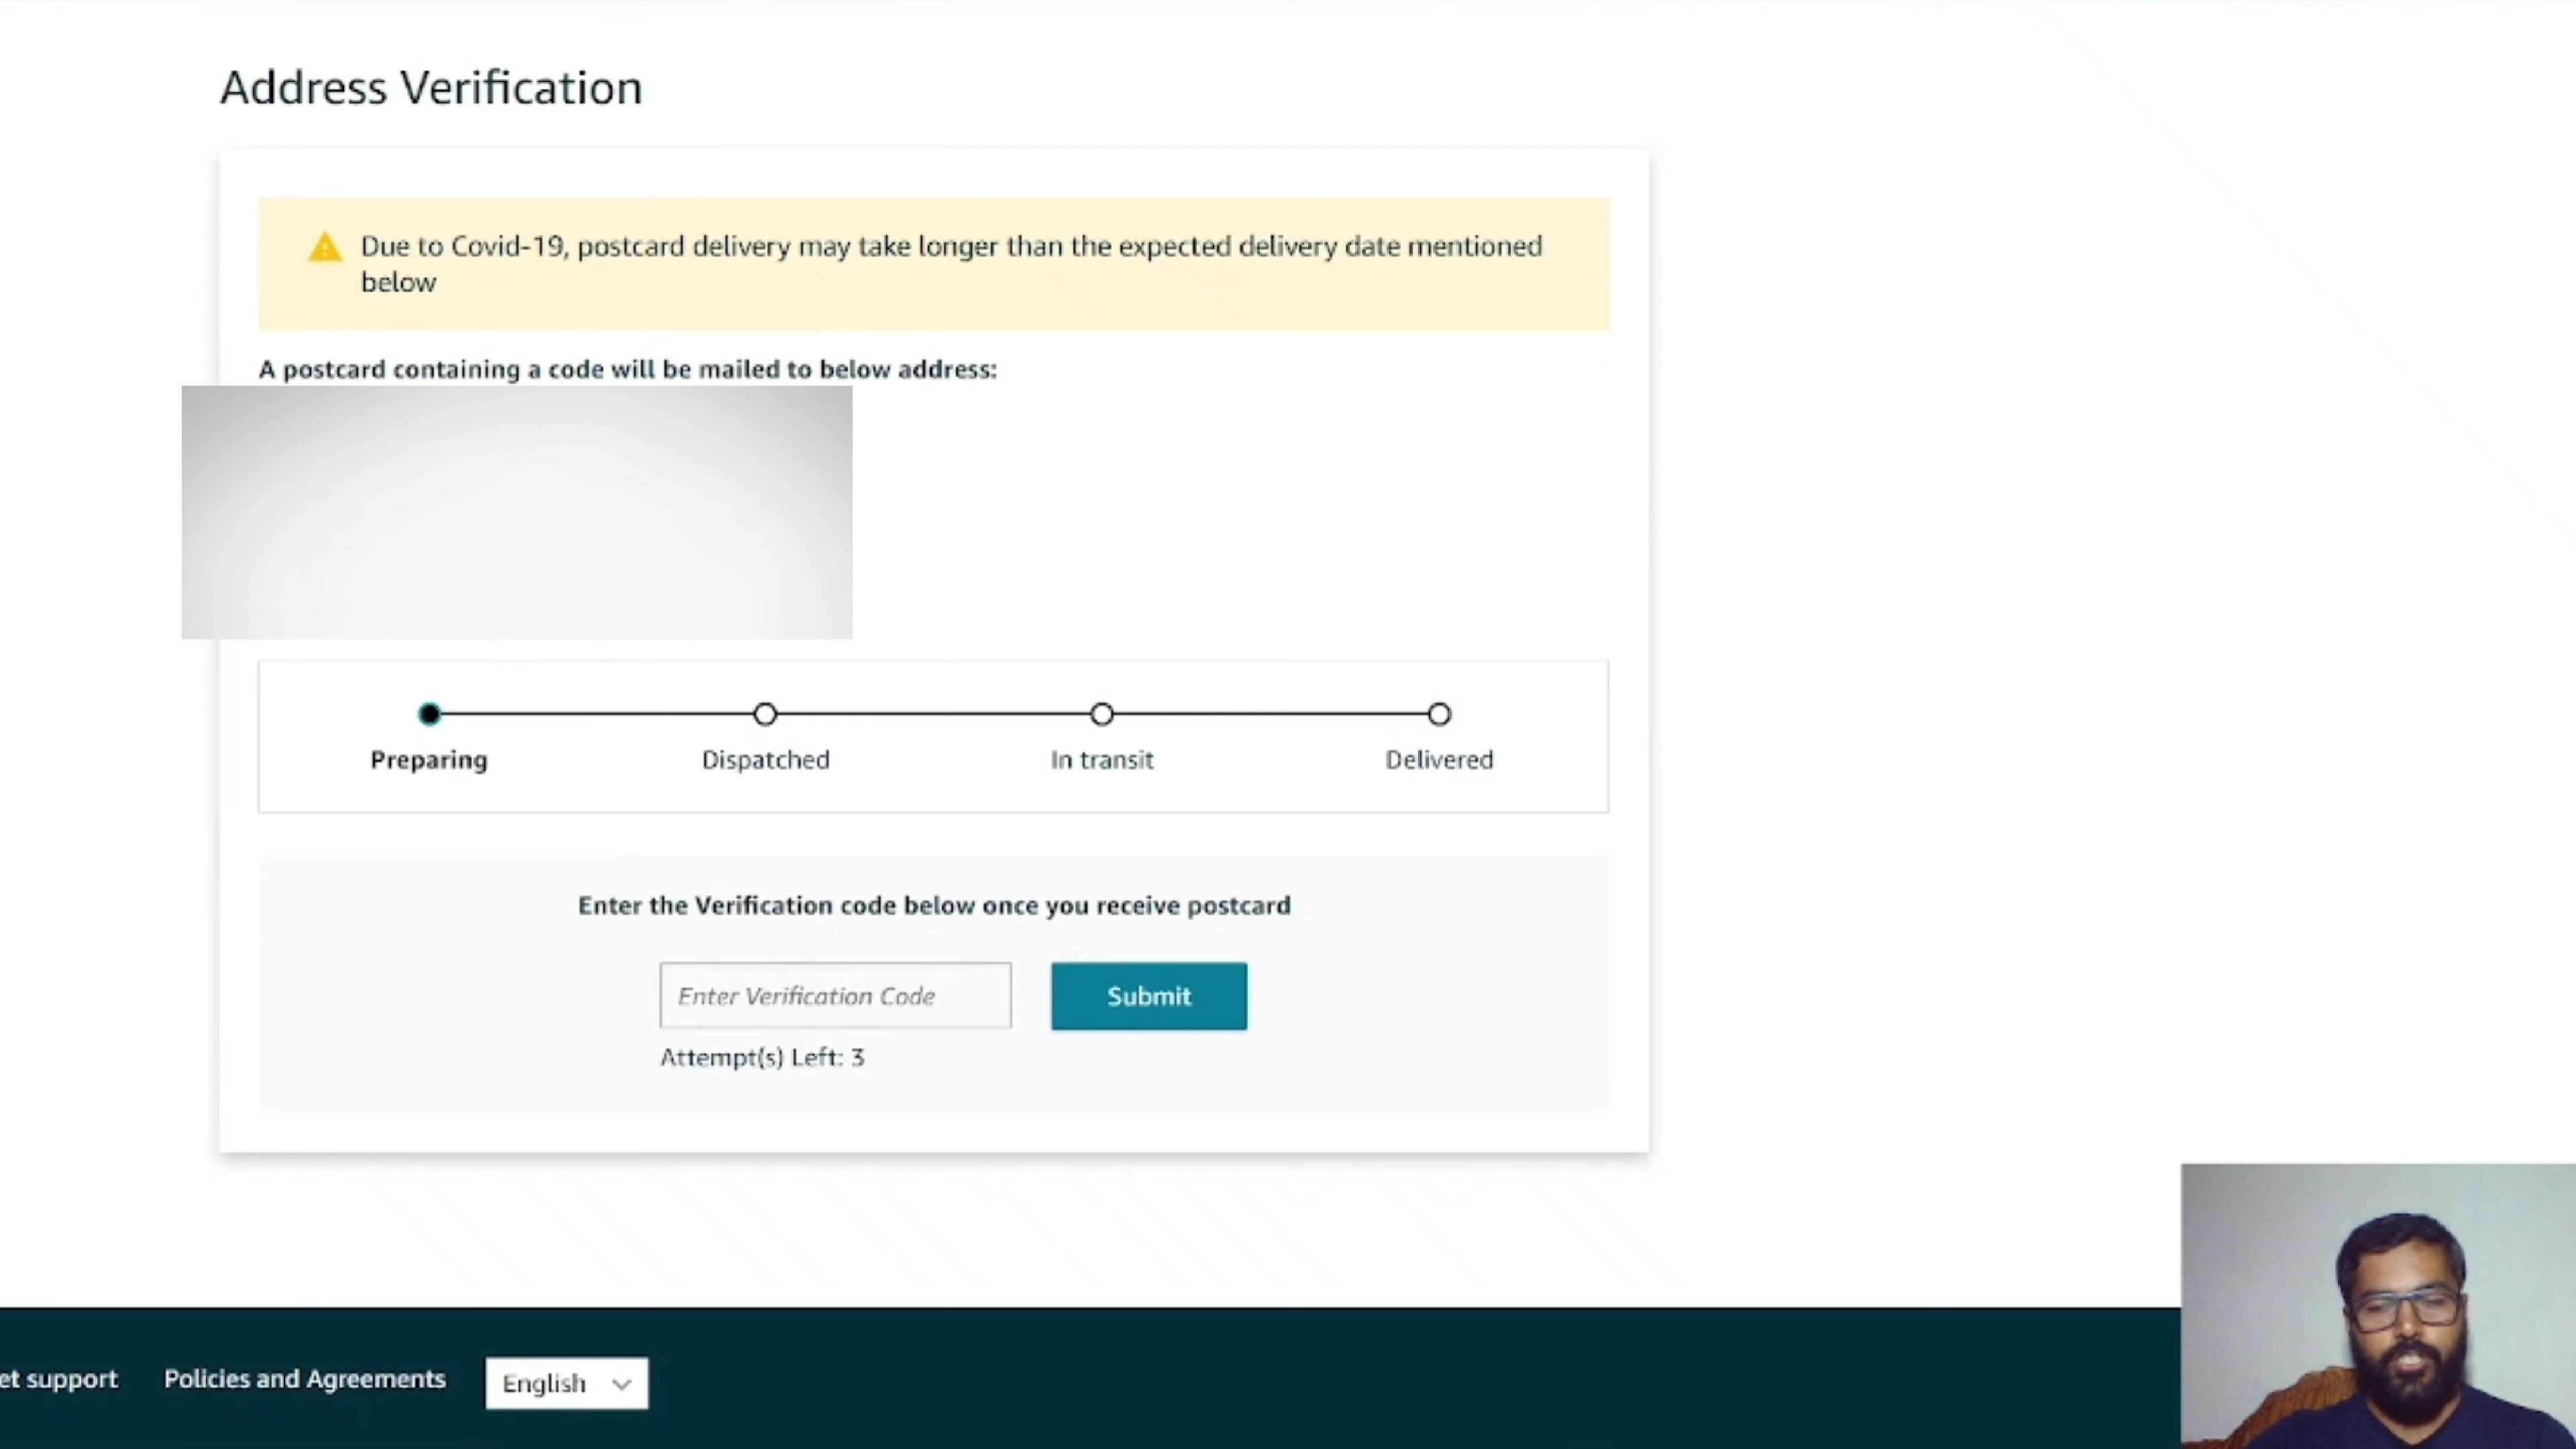 Address Verification
Due to Covid-19, postcard delivery may take longer than the expected delivery date mentioned
below
A postcard containing a code will be mailed to below address:
Preparing Dispatched In transit Delivered
Enter the Verification code below once you receive postcard
Enter Verification Code Submit
Attempt(s) Left: 3
et support Policies and Agreements English